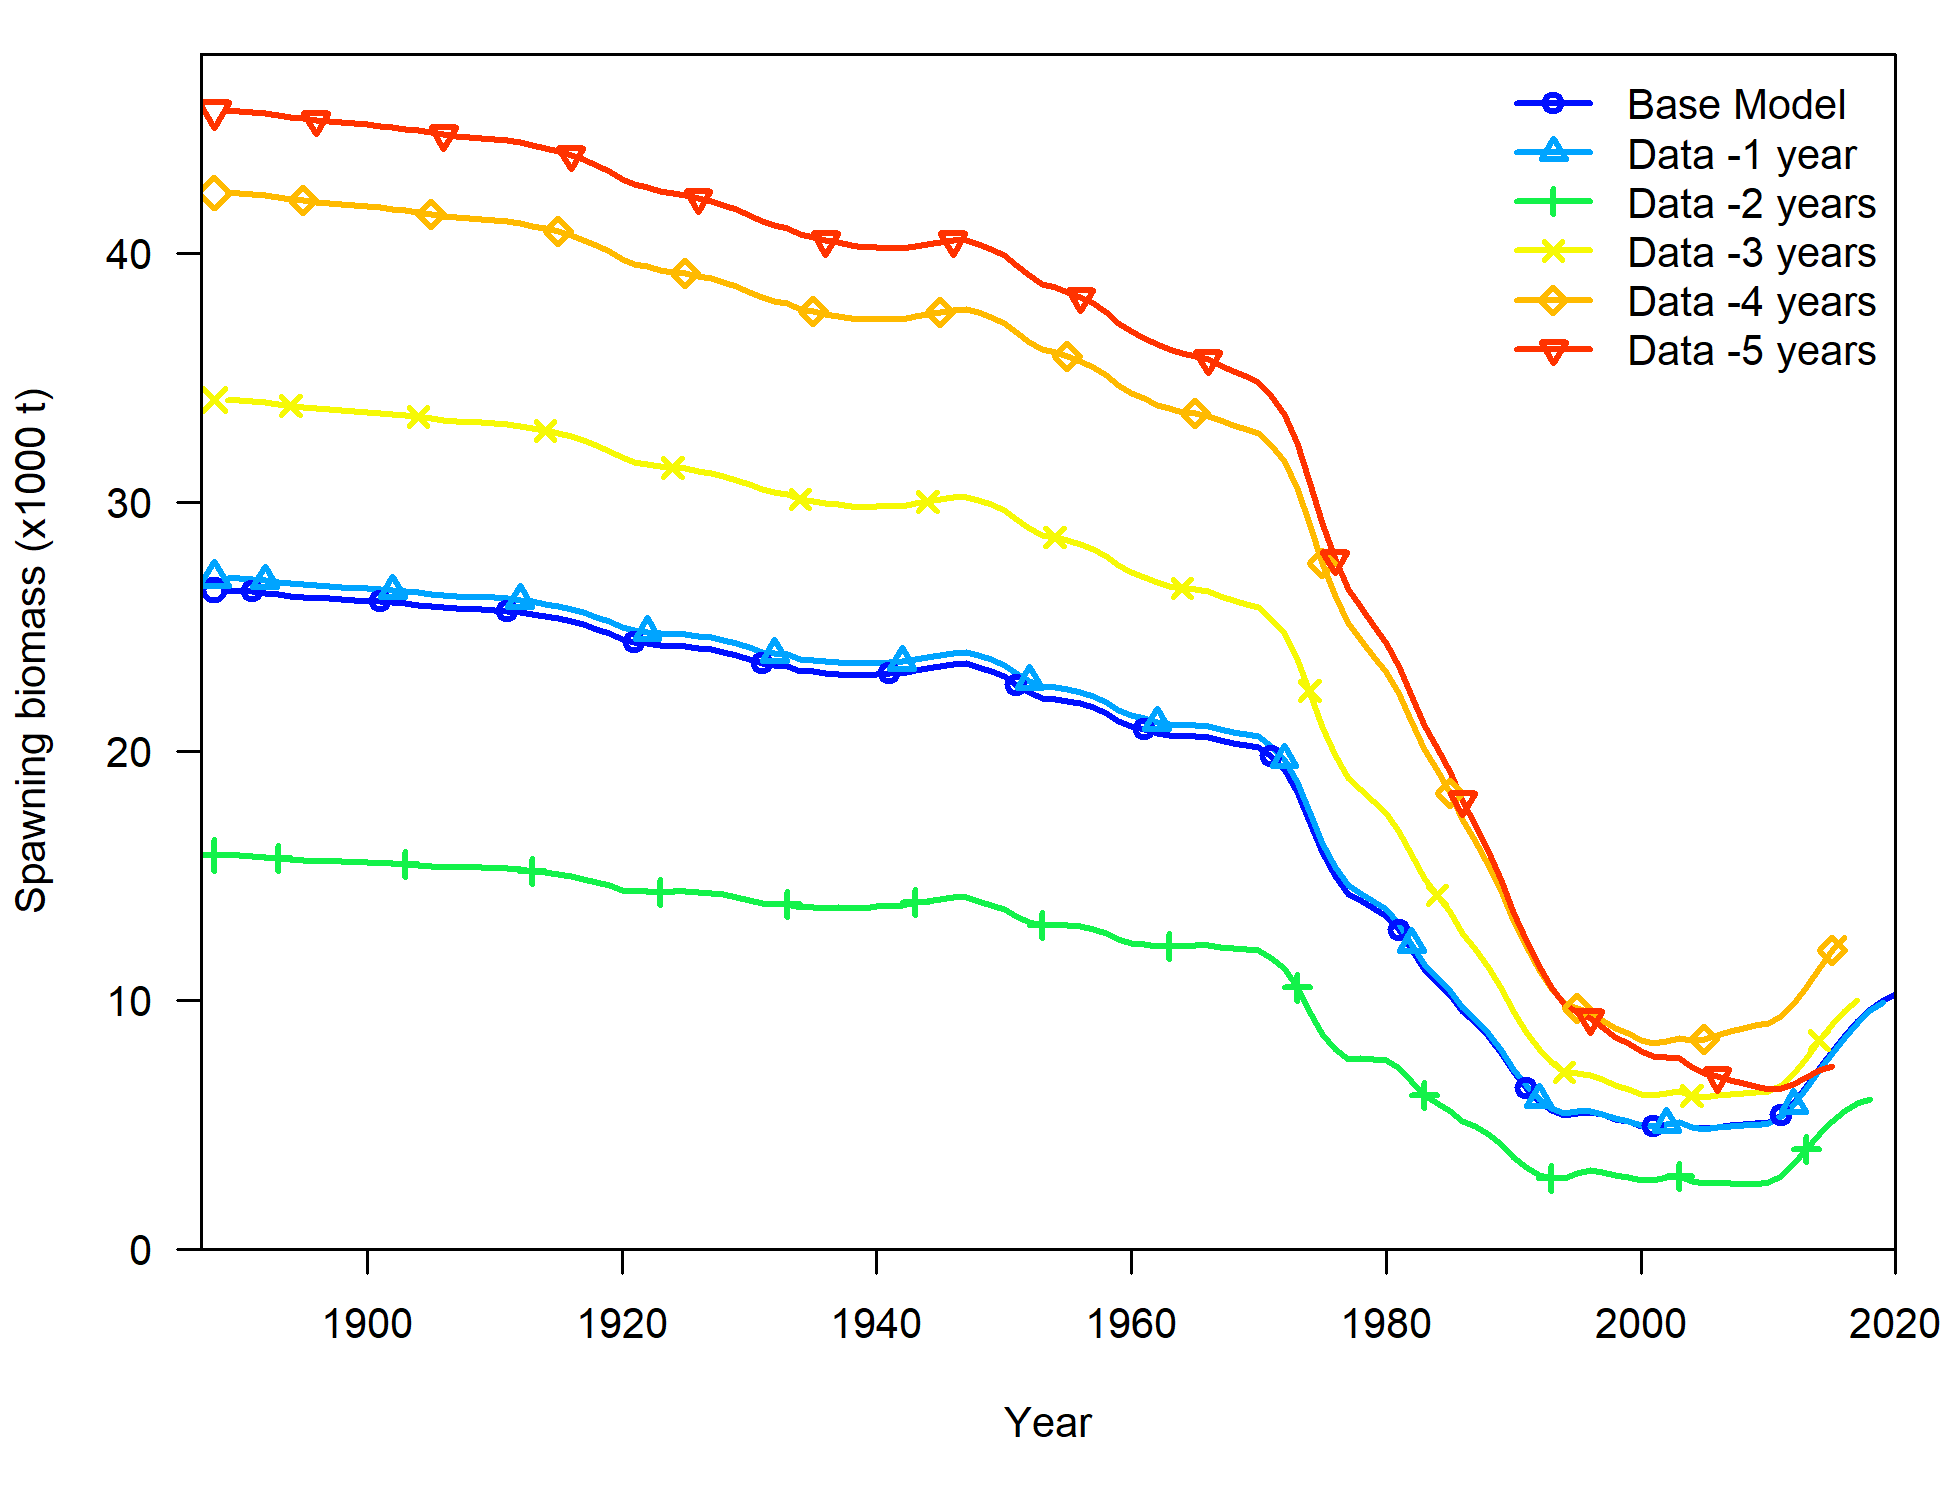 Base Model
Data -1 year
Data -2 years
Data -3 years
Data -4 years
Data -5 years
Spawning biomass (x1000 t)
40
30
20
10
0
1900 1920 1940 1960 1980 2000 2020
Year